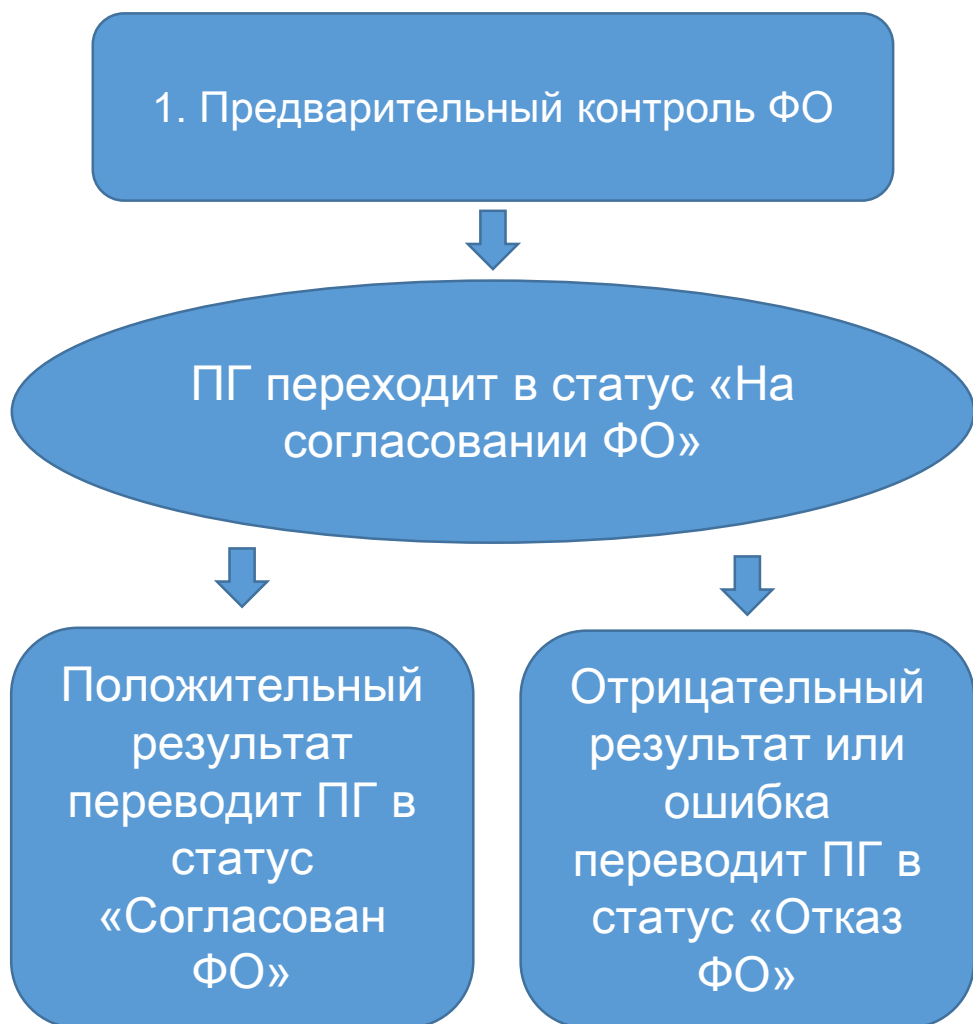 1. Предварительный контроль ФО
ПГ переходит в статус «На
согласовании ФО»
Положительный
результат
переводит ПГ в
статус
«Согласован
ФО»
Отрицательный
результат или
ошибка
переводит ПГ в
статус «Отказ
ФО»